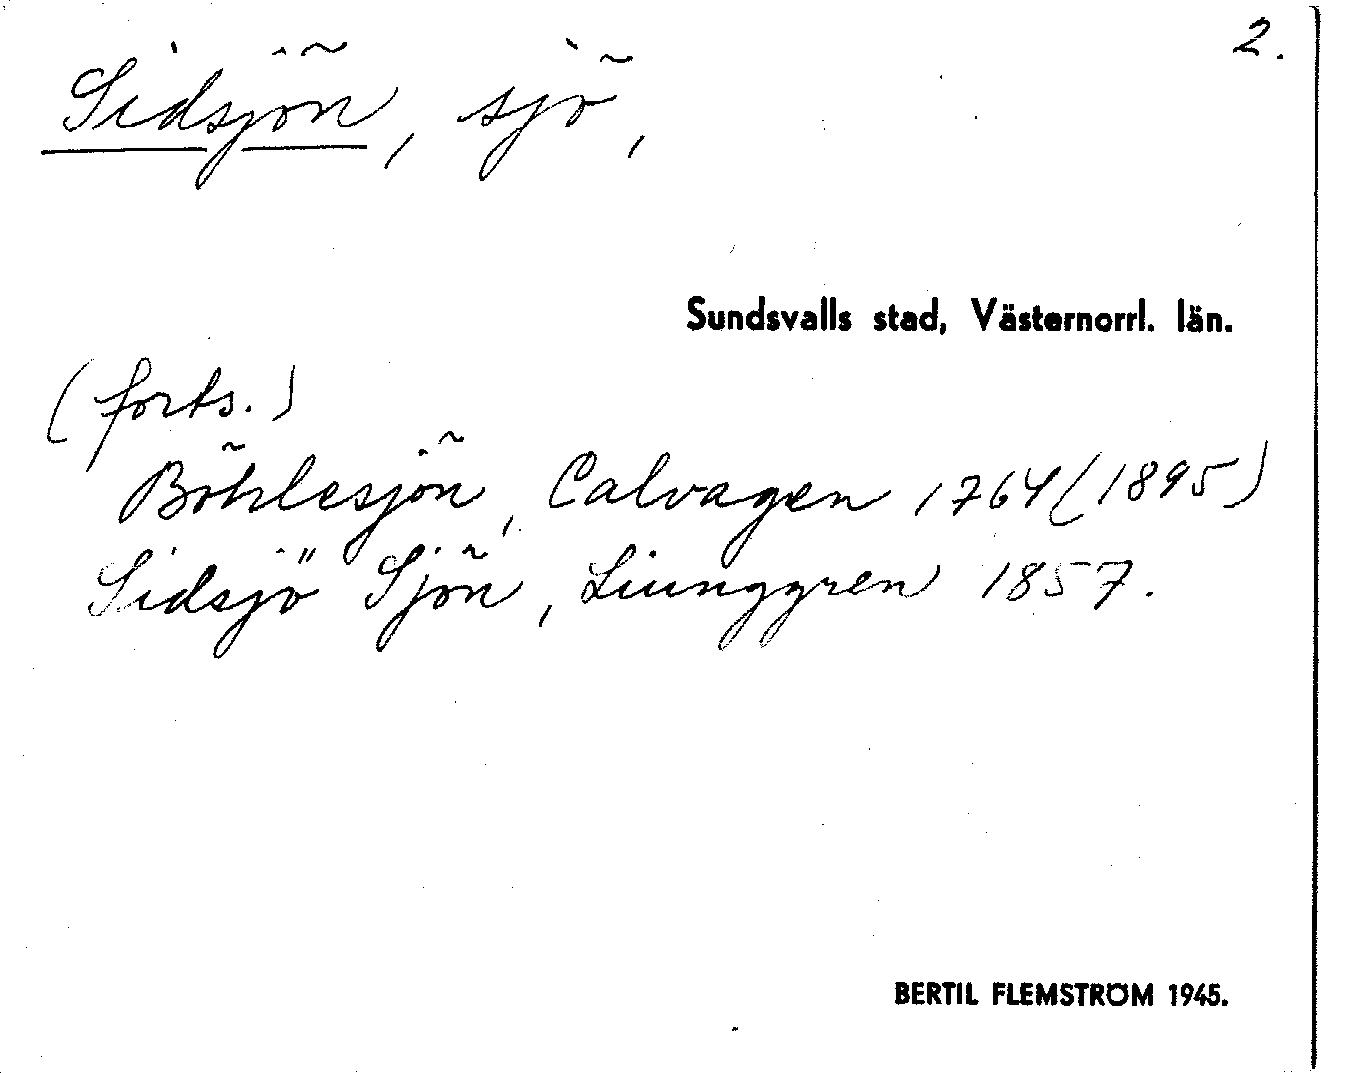 2.
Sidsjön, sjö,
Sundsvalls stad, Västernorrl. län.
(forts.)
Böhlesjön, Calvagen 1764 (1895)
Sidsjö Sjön, Liunggren 1857.
BERTIL FLEMSTRÖM 1945.